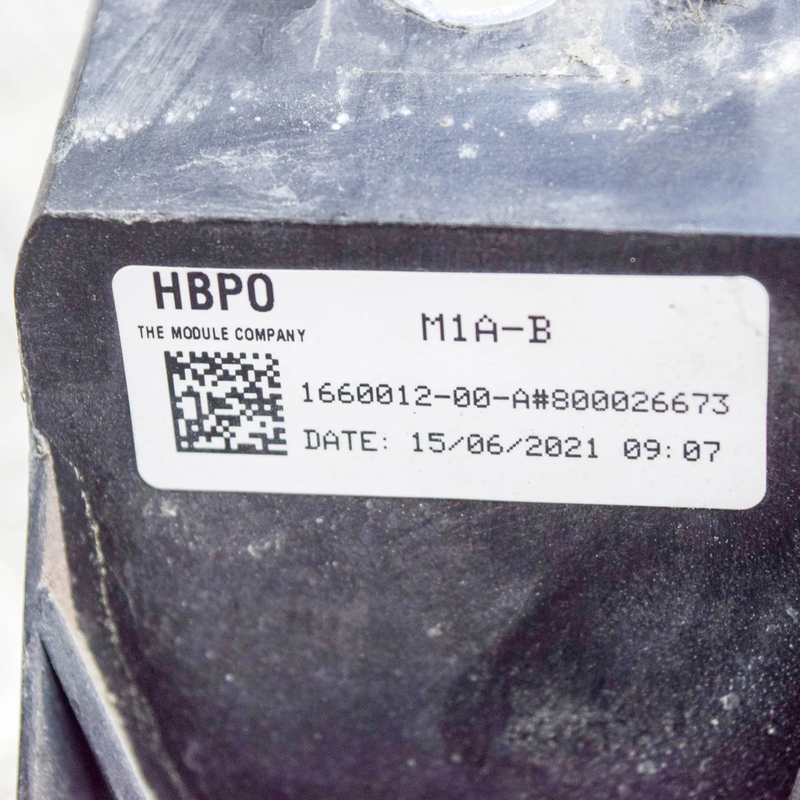 HBPO
THE MODULE COMPANY
M1A-B
1660012-00-A#800026673
DATE: 15/06/2021 09:07